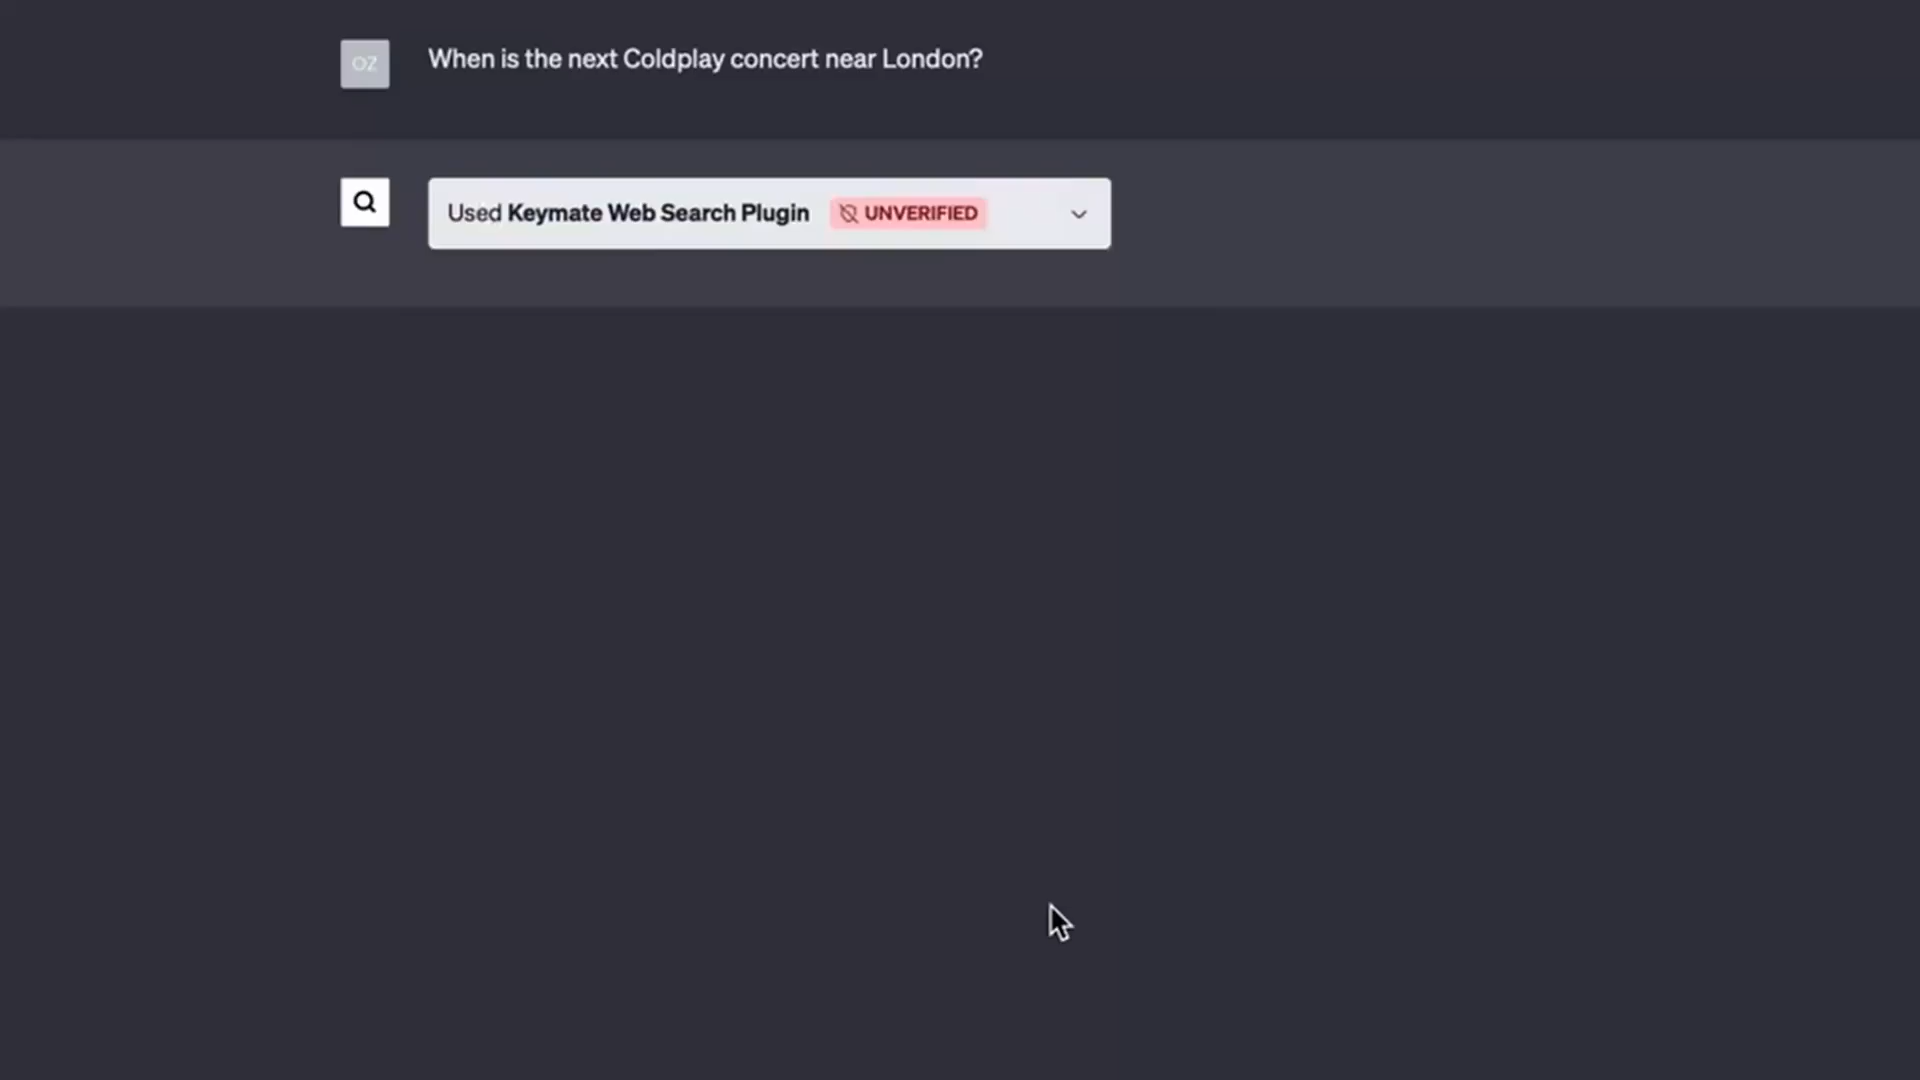 OZ
When is the next Coldplay concert near London?
Used Keymate Web Search Plugin UNVERIFIED